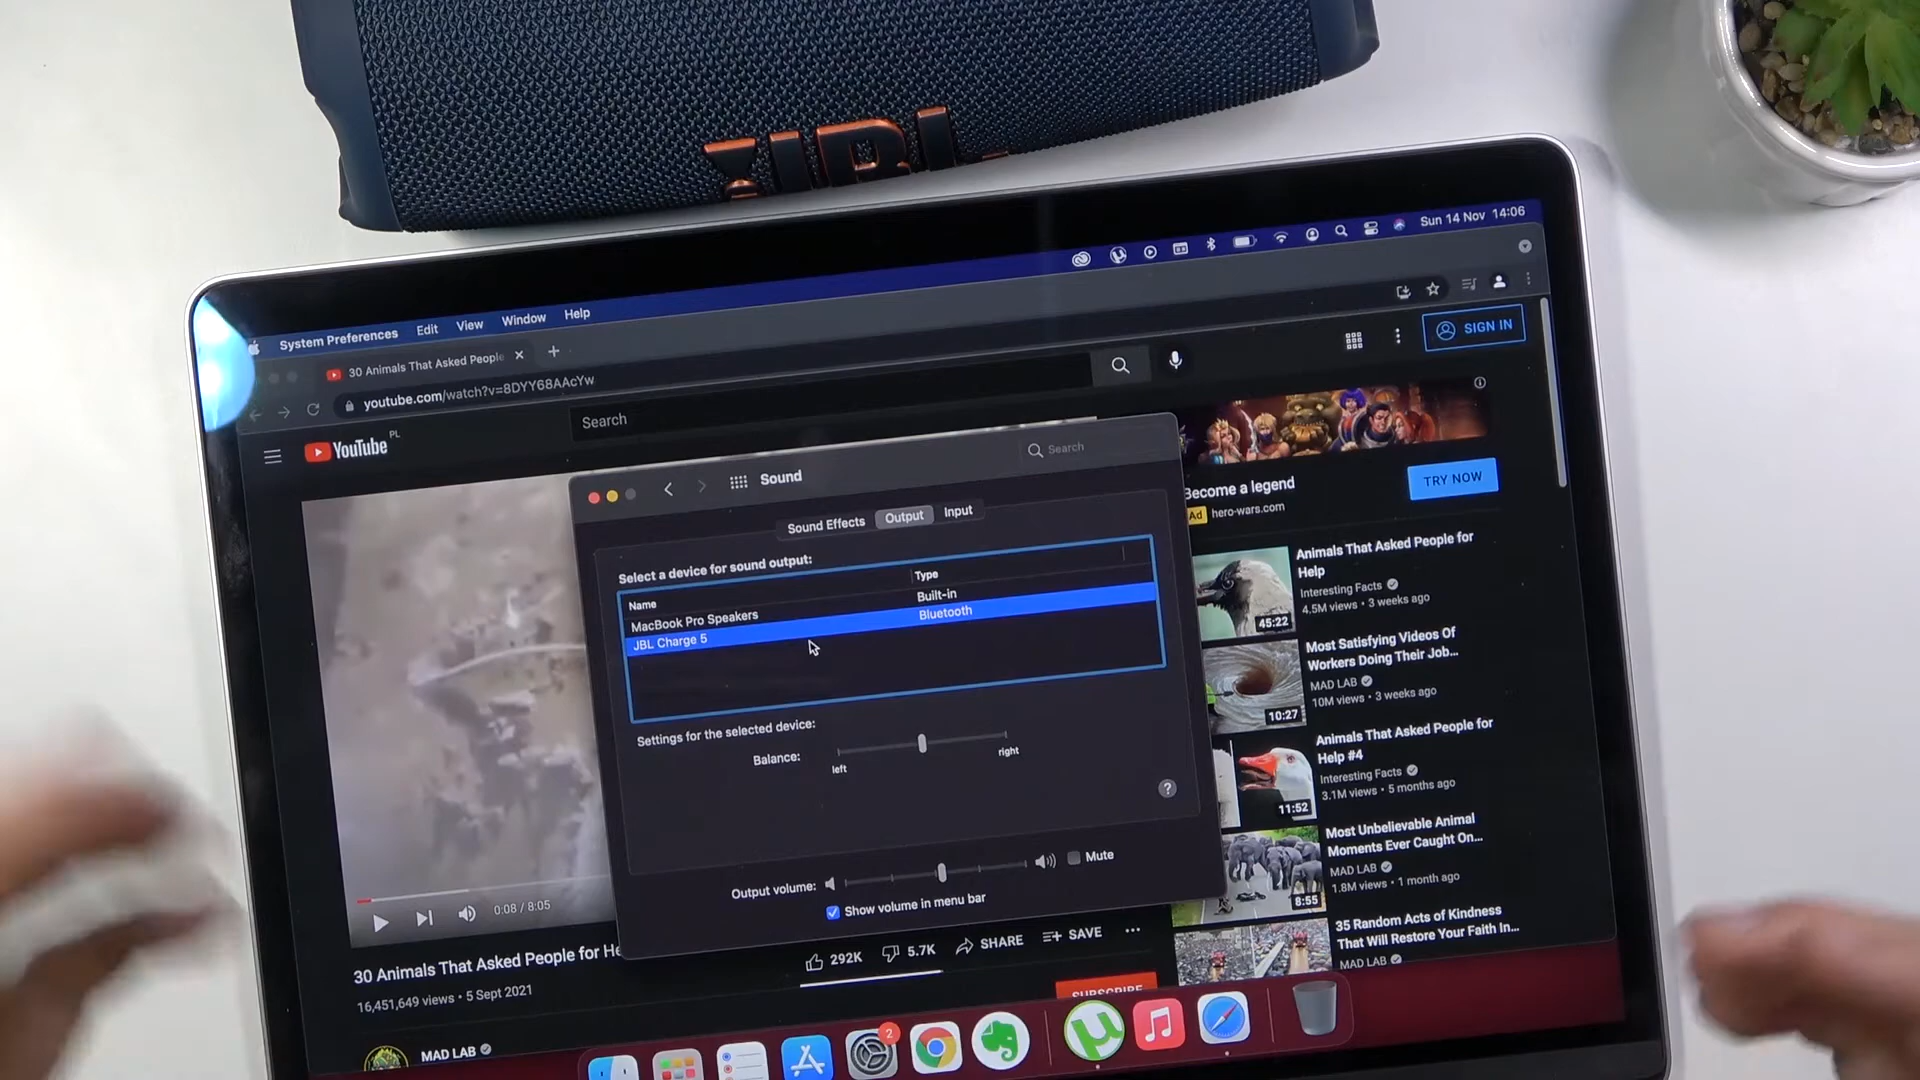 JBL
Sun 14 Nov 14:06
System Preferences Edit View Window Help
30 Animals That Asked People
youtube.com/watch?v=8DYY68AAcYw
YouTube PL
Search
SIGN IN
Sound
Search
Sound Effects Output Input
Select a device for sound output:
Name Type
MacBook Pro Speakers Built-in
JBL Charge 5 Bluetooth
Settings for the selected device:
Balance:
left right
?
Output volume:
Mute
Show volume in menu bar
0:08 / 8:05
30 Animals That Asked People for He
16,451,649 views • 5 Sept 2021
292K 5.7K SHARE SAVE
SUBSCRIBE
MAD LAB
Become a legend
Ad hero-wars.com
TRY NOW
45:22
Animals That Asked People for
Help
Interesting Facts
4.5M views • 3 weeks ago
10:27
Most Satisfying Videos Of
Workers Doing Their Job...
MAD LAB
10M views • 3 weeks ago
11:52
Animals That Asked People for
Help #4
Interesting Facts
3.1M views • 5 months ago
8:55
Most Unbelievable Animal
Moments Ever Caught On...
MAD LAB
1.8M views • 1 month ago
35 Random Acts of Kindness
That Will Restore Your Faith In...
MAD LAB
2